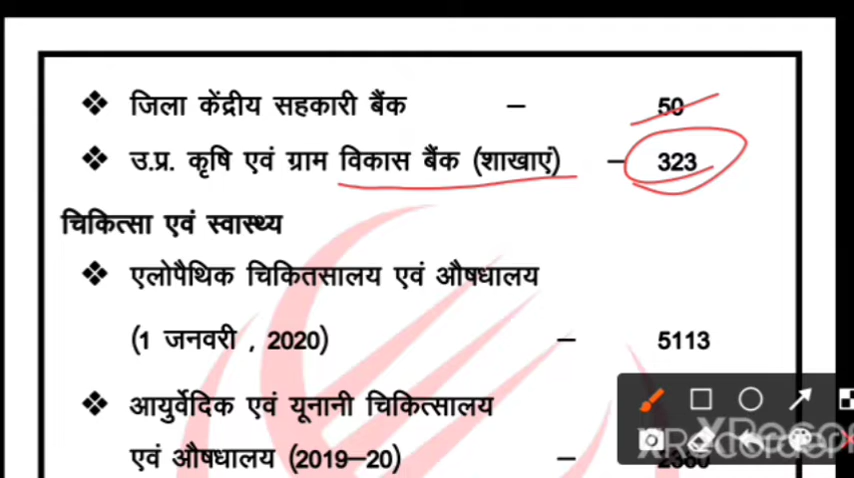 ❖ जिला केंद्रीय सहकारी बैंक – 50
❖ उ.प्र. कृषि एवं ग्राम विकास बैंक (शाखाएं) – 323
चिकित्सा एवं स्वास्थ्य
❖ एलोपैथिक चिकितसालय एवं औषधालय
(1 जनवरी , 2020) – 5113
❖ आयुर्वेदिक एवं यूनानी चिकित्सालय
एवं औषधालय (2019–20) –